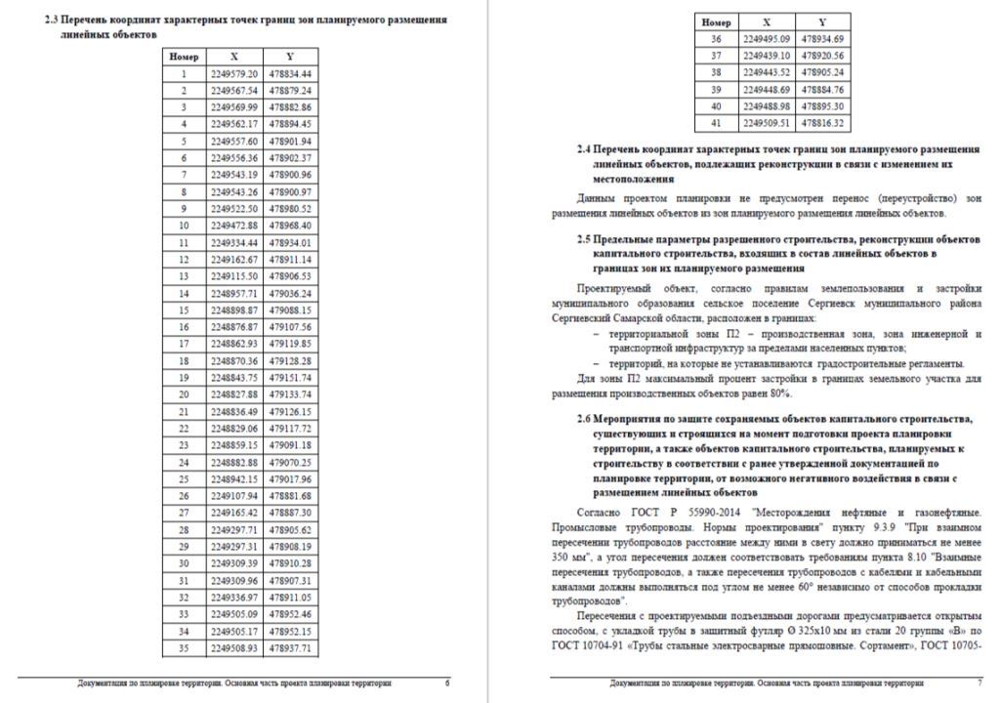 2.3 Перечень координат характерных точек границ зон планируемого размещения
линейных объектов
Номер X Y
1 2249579.20 478834.44
2 2249567.54 478879.24
3 2249569.99 478882.86
4 2249562.17 478894.45
5 2249557.60 478901.94
6 2249556.36 478902.37
7 2249543.19 478900.96
8 2249543.26 478900.97
9 2249522.50 478980.52
10 2249472.88 478968.40
11 2249334.44 478934.01
12 2249162.67 478911.14
13 2249115.50 478906.53
14 2248957.71 479036.24
15 2248898.87 479088.15
16 2248876.87 479107.56
17 2248862.93 479119.85
18 2248870.36 479128.28
19 2248843.75 479151.74
20 2248827.88 479133.74
21 2248836.49 479126.15
22 2248829.06 479117.72
23 2248859.15 479091.18
24 2248882.88 479070.25
25 2248942.15 479017.96
26 2249107.94 478881.68
27 2249165.42 478887.30
28 2249297.71 478905.62
29 2249297.31 478908.19
30 2249309.39 478910.28
31 2249309.96 478907.31
32 2249336.97 478911.05
33 2249505.09 478952.46
34 2249505.17 478952.15
35 2249508.93 478937.71
Документация по планировке территории. Основная часть проекта планировки территории 6
Номер X Y
36 2249495.09 478934.69
37 2249439.10 478920.56
38 2249443.52 478905.24
39 2249448.69 478884.76
40 2249488.98 478895.30
41 2249509.51 478816.32
2.4 Перечень координат характерных точек границ зон планируемого размещения
линейных объектов, подлежащих реконструкции в связи с изменением их
местоположения
Данным проектом планировки не предусмотрен перенос (переустройство) зон
размещения линейных объектов из зон планируемого размещения линейных объектов.
2.5 Предельные параметры разрешенного строительства, реконструкции объектов
капитального строительства, входящих в состав линейных объектов в
границах зон их планируемого размещения
Проектируемый объект, согласно правилам землепользования и застройки
муниципального образования сельское поселение Сергиевск муниципального района
Сергиевский Самарской области, расположен в границах:
– территориальной зоны П2 – производственная зона, зона инженерной и
транспортной инфраструктур за пределами населенных пунктов;
– территорий, на которые не устанавливаются градостроительные регламенты.
Для зоны П2 максимальный процент застройки в границах земельного участка для
размещения производственных объектов равен 80%.
2.6 Мероприятия по защите сохраняемых объектов капитального строительства,
существующих и строящихся на момент подготовки проекта планировки
территории, а также объектов капитального строительства, планируемых к
строительству в соответствии с ранее утвержденной документацией по
планировке территории, от возможного негативного воздействия в связи с
размещением линейных объектов
Согласно ГОСТ Р 55990-2014 "Месторождения нефтяные и газонефтяные.
Промысловые трубопроводы. Нормы проектирования" пункту 9.3.9 "При взаимном
пересечении трубопроводов расстояние между ними в свету должно приниматься не менее
350 мм", а угол пересечения должен соответствовать требованиям пункта 8.10 "Взаимные
пересечения трубопроводов, а также пересечения трубопроводов с кабелями и кабельными
каналами должны выполняться под углом не менее 60° независимо от способов прокладки
трубопроводов".
Пересечения с проектируемыми подъездными дорогами предусматривается открытым
способом, с укладкой трубы в защитный футляр Ø 325х10 мм из стали 20 группы «В» по
ГОСТ 10704-91 «Трубы стальные электросварные прямошовные. Сортамент», ГОСТ 10705-
Документация по планировке территории. Основная часть проекта планировки территории 7